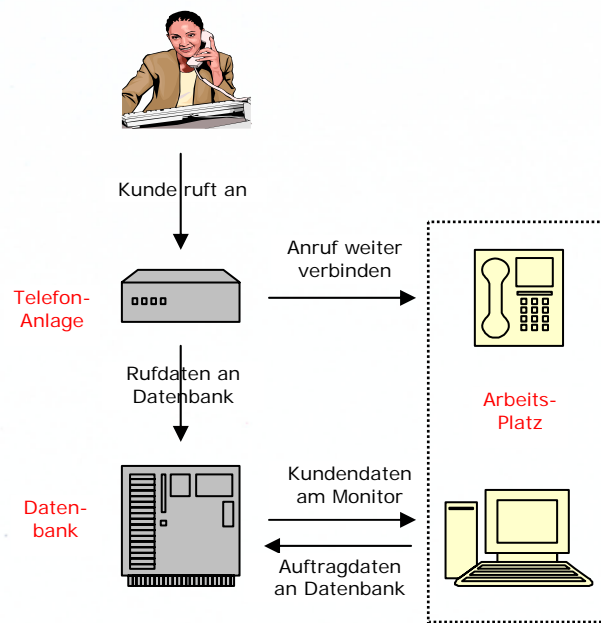 Kunde ruft an
Anruf weiter
verbinden
Telefon-
Anlage
Rufdaten an
Datenbank
Arbeits-
Platz
Kundendaten
am Monitor
Daten-
bank
Auftragdaten
an Datenbank